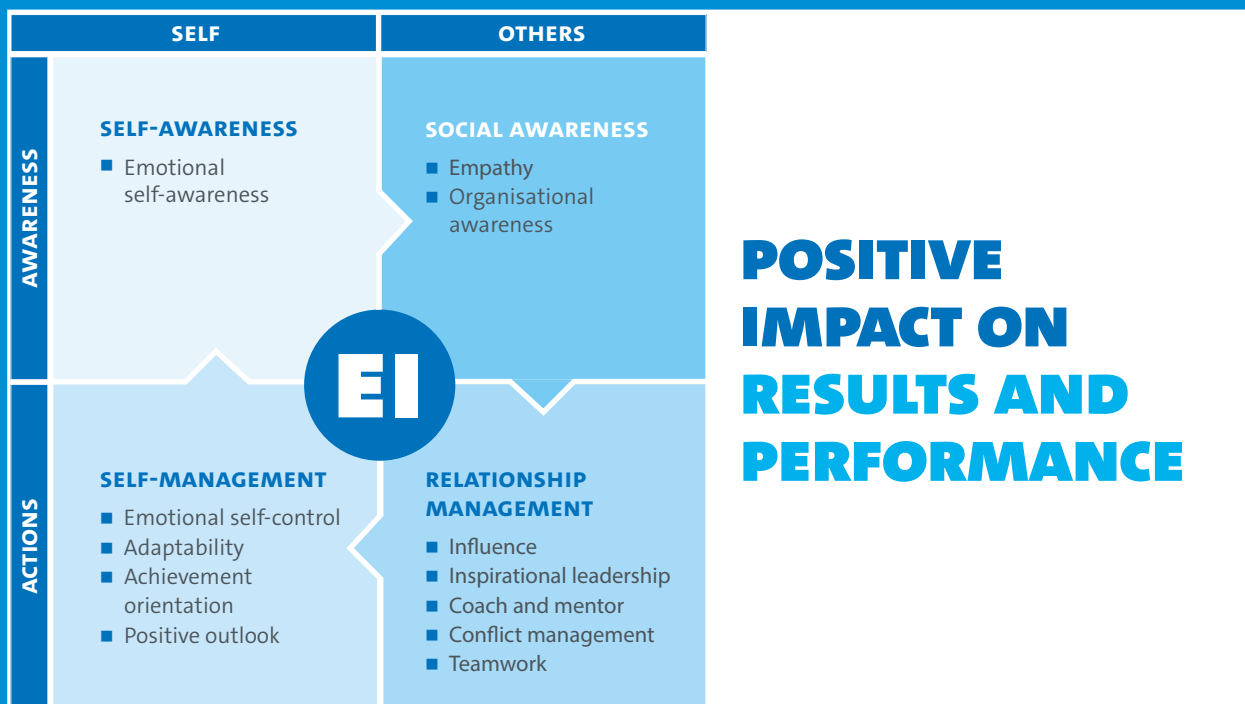 SELF
OTHERS
AWARENESS
SELF-AWARENESS
Emotional
self-awareness
SOCIAL AWARENESS
Empathy
Organisational
awareness
EI
ACTIONS
SELF-MANAGEMENT
Emotional self-control
Adaptability
Achievement
orientation
Positive outlook
RELATIONSHIP
MANAGEMENT
Influence
Inspirational leadership
Coach and mentor
Conflict management
Teamwork
POSITIVE
IMPACT ON
RESULTS AND
PERFORMANCE